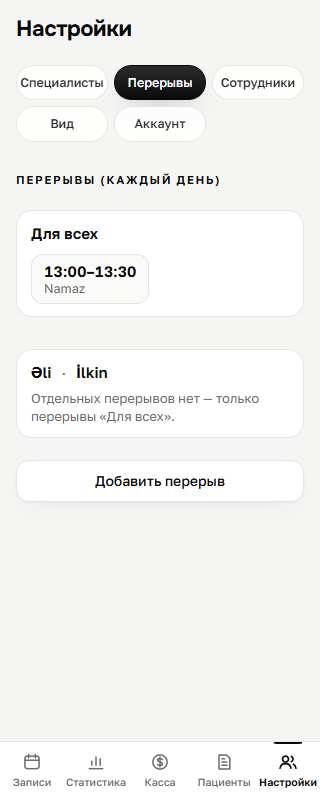 Настройки
Специалисты Перерывы Сотрудники
Вид Аккаунт
ПЕРЕРЫВЫ (КАЖДЫЙ ДЕНЬ)
Для всех
13:00–13:30
Namaz
Əli · İlkin
Отдельных перерывов нет — только
перерывы «Для всех».
Добавить перерыв
Записи Статистика Касса Пациенты Настройки